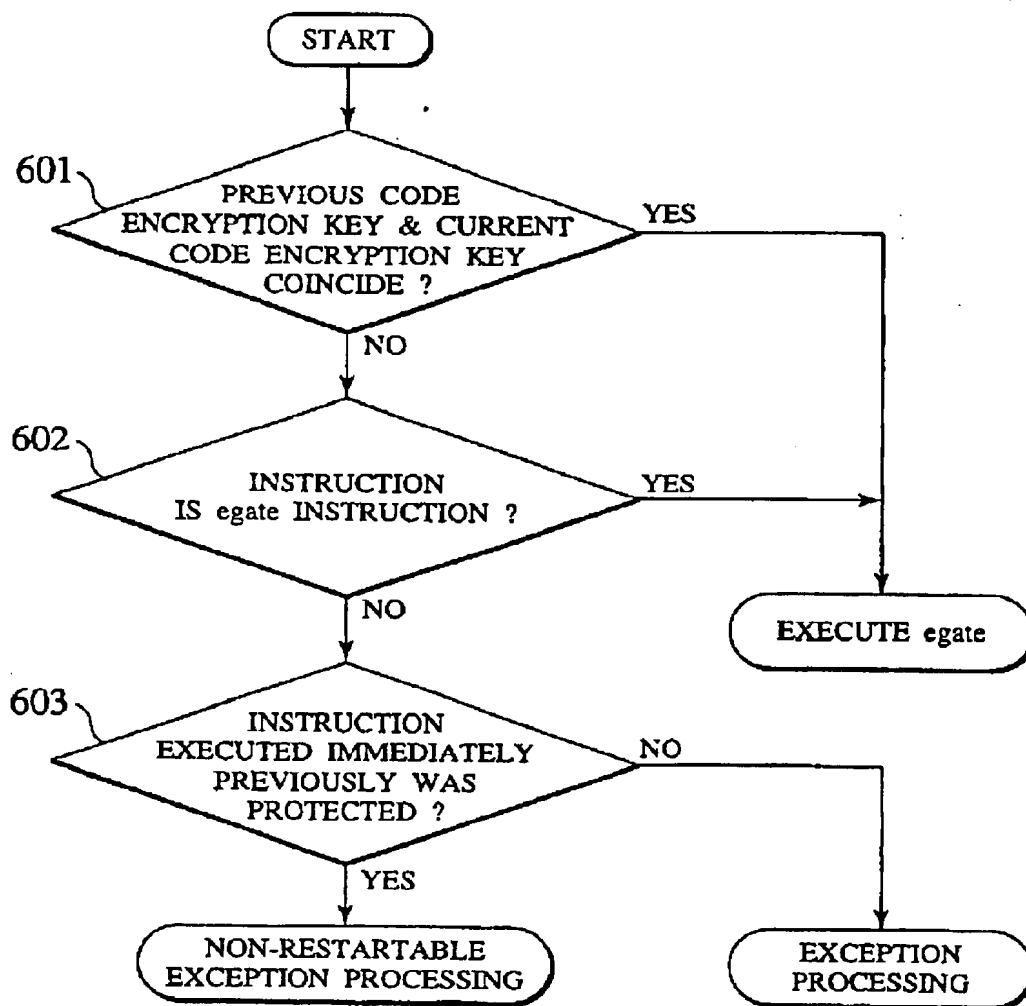 START
601
PREVIOUS CODE
ENCRYPTION KEY & CURRENT
CODE ENCRYPTION KEY
COINCIDE ?
YES
NO
602
INSTRUCTION
IS egate INSTRUCTION ?
YES
NO
EXECUTE egate
603
INSTRUCTION
EXECUTED IMMEDIATELY
PREVIOUSLY WAS
PROTECTED ?
NO
YES
NON-RESTARTABLE
EXCEPTION PROCESSING
EXCEPTION
PROCESSING